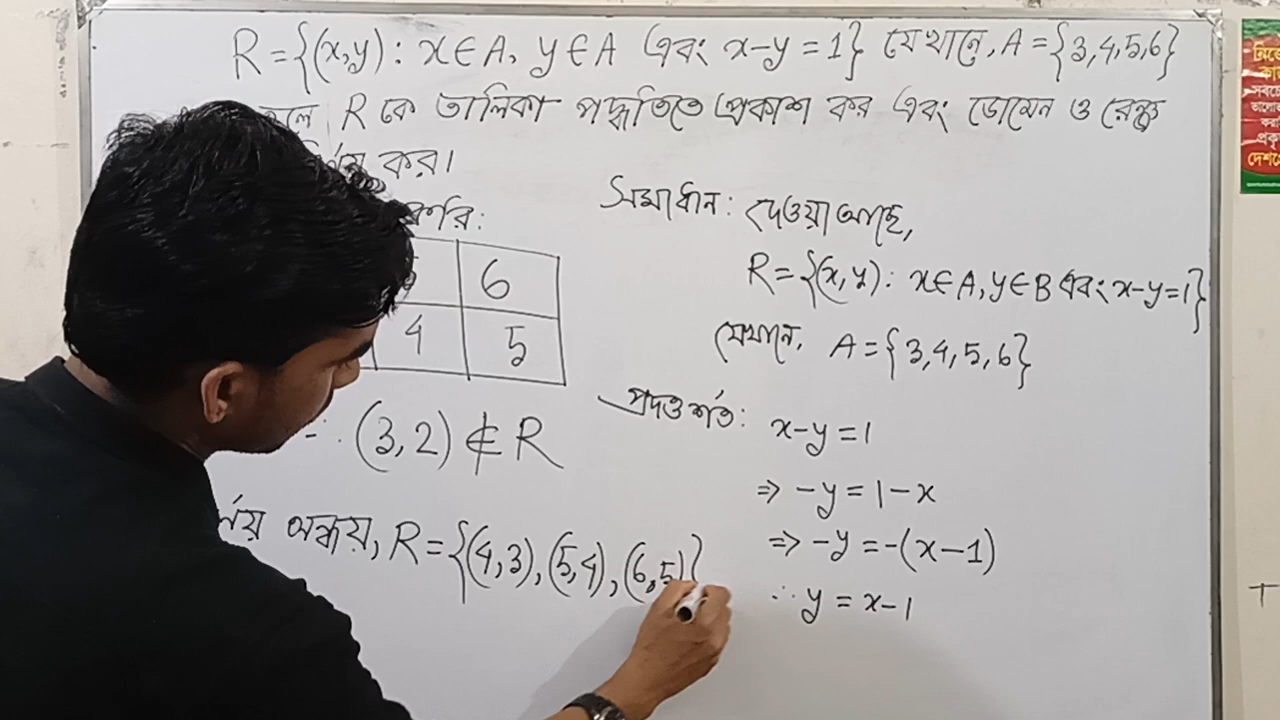 R = {(x,y) : x∈A, y∈A এবং x-y = 1} যেখানে, A = {3,4,5,6}
R কে তালিকা পদ্ধতিতে প্রকাশ কর এবং ডোমেন ও রেঞ্জ
কর।
6
4 5
∴ (3,2) ∉ R
অন্বয়, R = {(4,3), (5,4), (6,5)}
সমাধান : দেওয়া আছে,
R = {(x,y) : x∈A, y∈B এবং x-y=1}
যেখানে, A = {3,4,5,6}
প্রদত্ত শর্ত : x-y = 1
⇒ -y = 1-x
⇒ -y = -(x-1)
∴ y = x-1